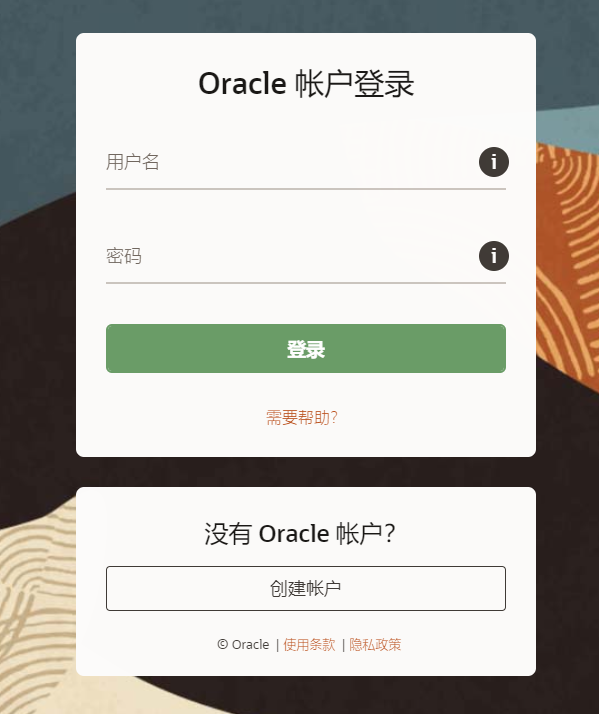 Oracle 帐户登录
用户名
i
密码
i
登录
需要帮助?
没有 Oracle 帐户?
创建帐户
© Oracle | 使用条款 | 隐私政策